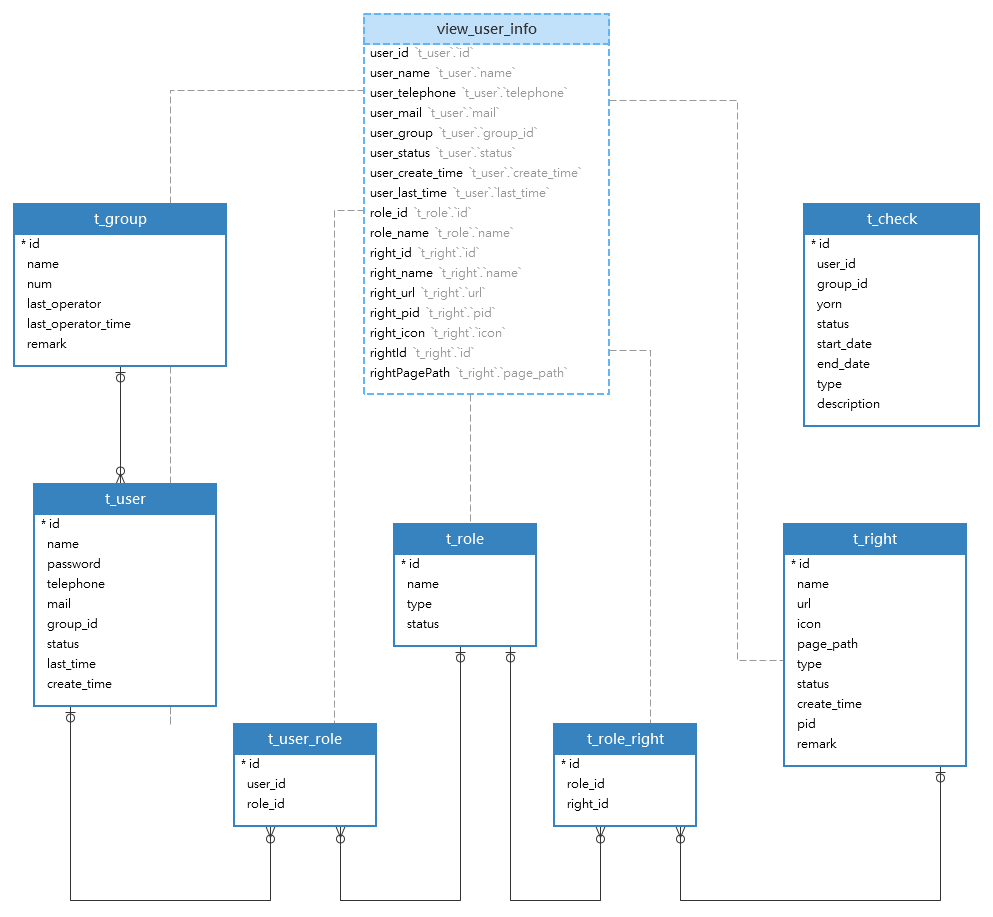 view_user_info
user_id `t_user`.`id`
user_name `t_user`.`name`
user_telephone `t_user`.`telephone`
user_mail `t_user`.`mail`
user_group `t_user`.`group_id`
user_status `t_user`.`status`
user_create_time `t_user`.`create_time`
user_last_time `t_user`.`last_time`
role_id `t_role`.`id`
role_name `t_role`.`name`
right_id `t_right`.`id`
right_name `t_right`.`name`
right_url `t_right`.`url`
right_pid `t_right`.`pid`
right_icon `t_right`.`icon`
rightId `t_right`.`id`
rightPagePath `t_right`.`page_path`
t_group
*id
name
num
last_operator
last_operator_time
remark
t_check
*id
user_id
group_id
yorn
status
start_date
end_date
type
description
t_user
*id
name
password
telephone
mail
group_id
status
last_time
create_time
t_role
*id
name
type
status
t_right
*id
name
url
icon
page_path
type
status
create_time
pid
remark
t_user_role
*id
user_id
role_id
t_role_right
*id
role_id
right_id